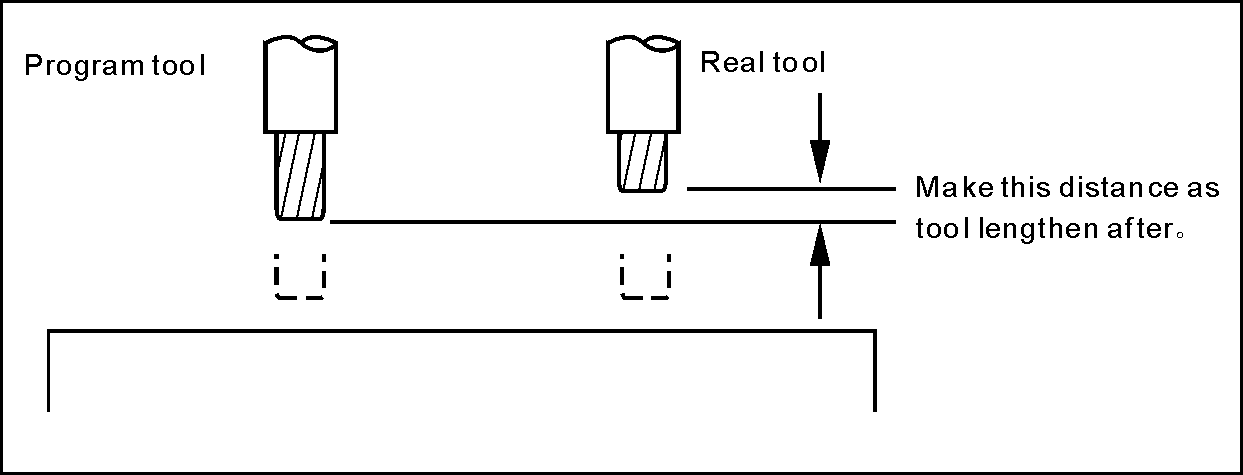 Program tool
Real tool
Make this distance as
tool lengthen after。